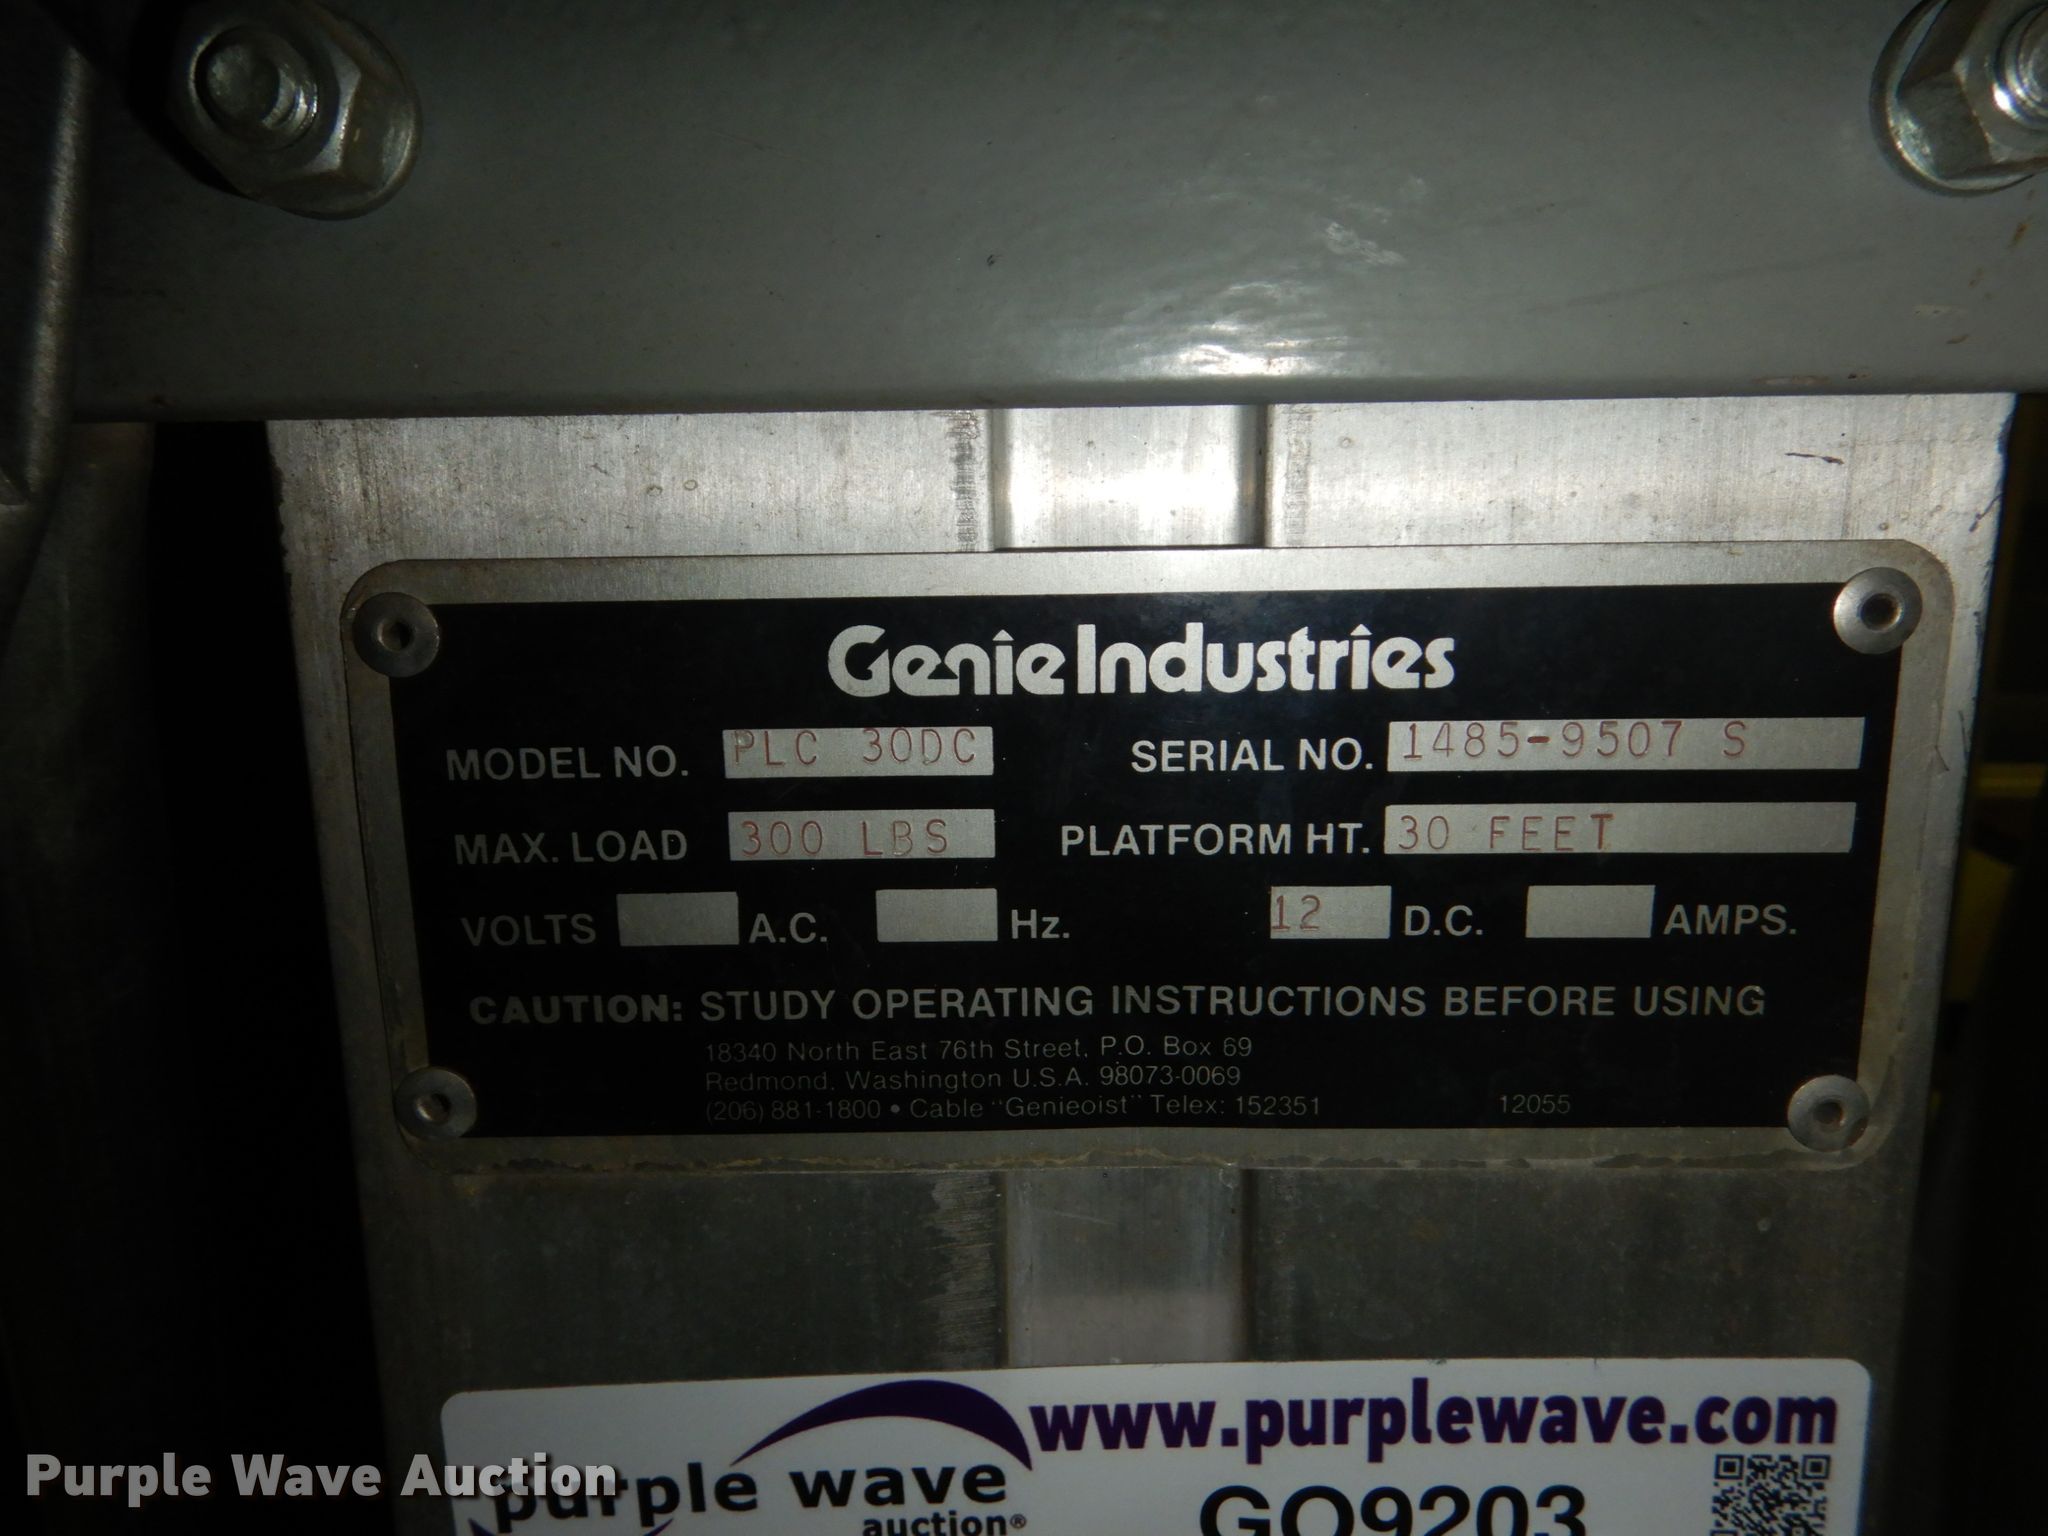 Genie Industries
MODEL NO. PLC 30DC SERIAL NO. 1485-9507 S
MAX. LOAD 300 LBS PLATFORM HT. 30 FEET
VOLTS A.C. Hz. 12 D.C. AMPS.
CAUTION: STUDY OPERATING INSTRUCTIONS BEFORE USING
18340 North East 76th Street, P.O. Box 69
Redmond, Washington U.S.A. 98073-0069
(206) 881-1800 • Cable "Genieoist" Telex: 152351 12055
www.purplewave.com
purple wave
auction®
GO9203
Purple Wave Auction